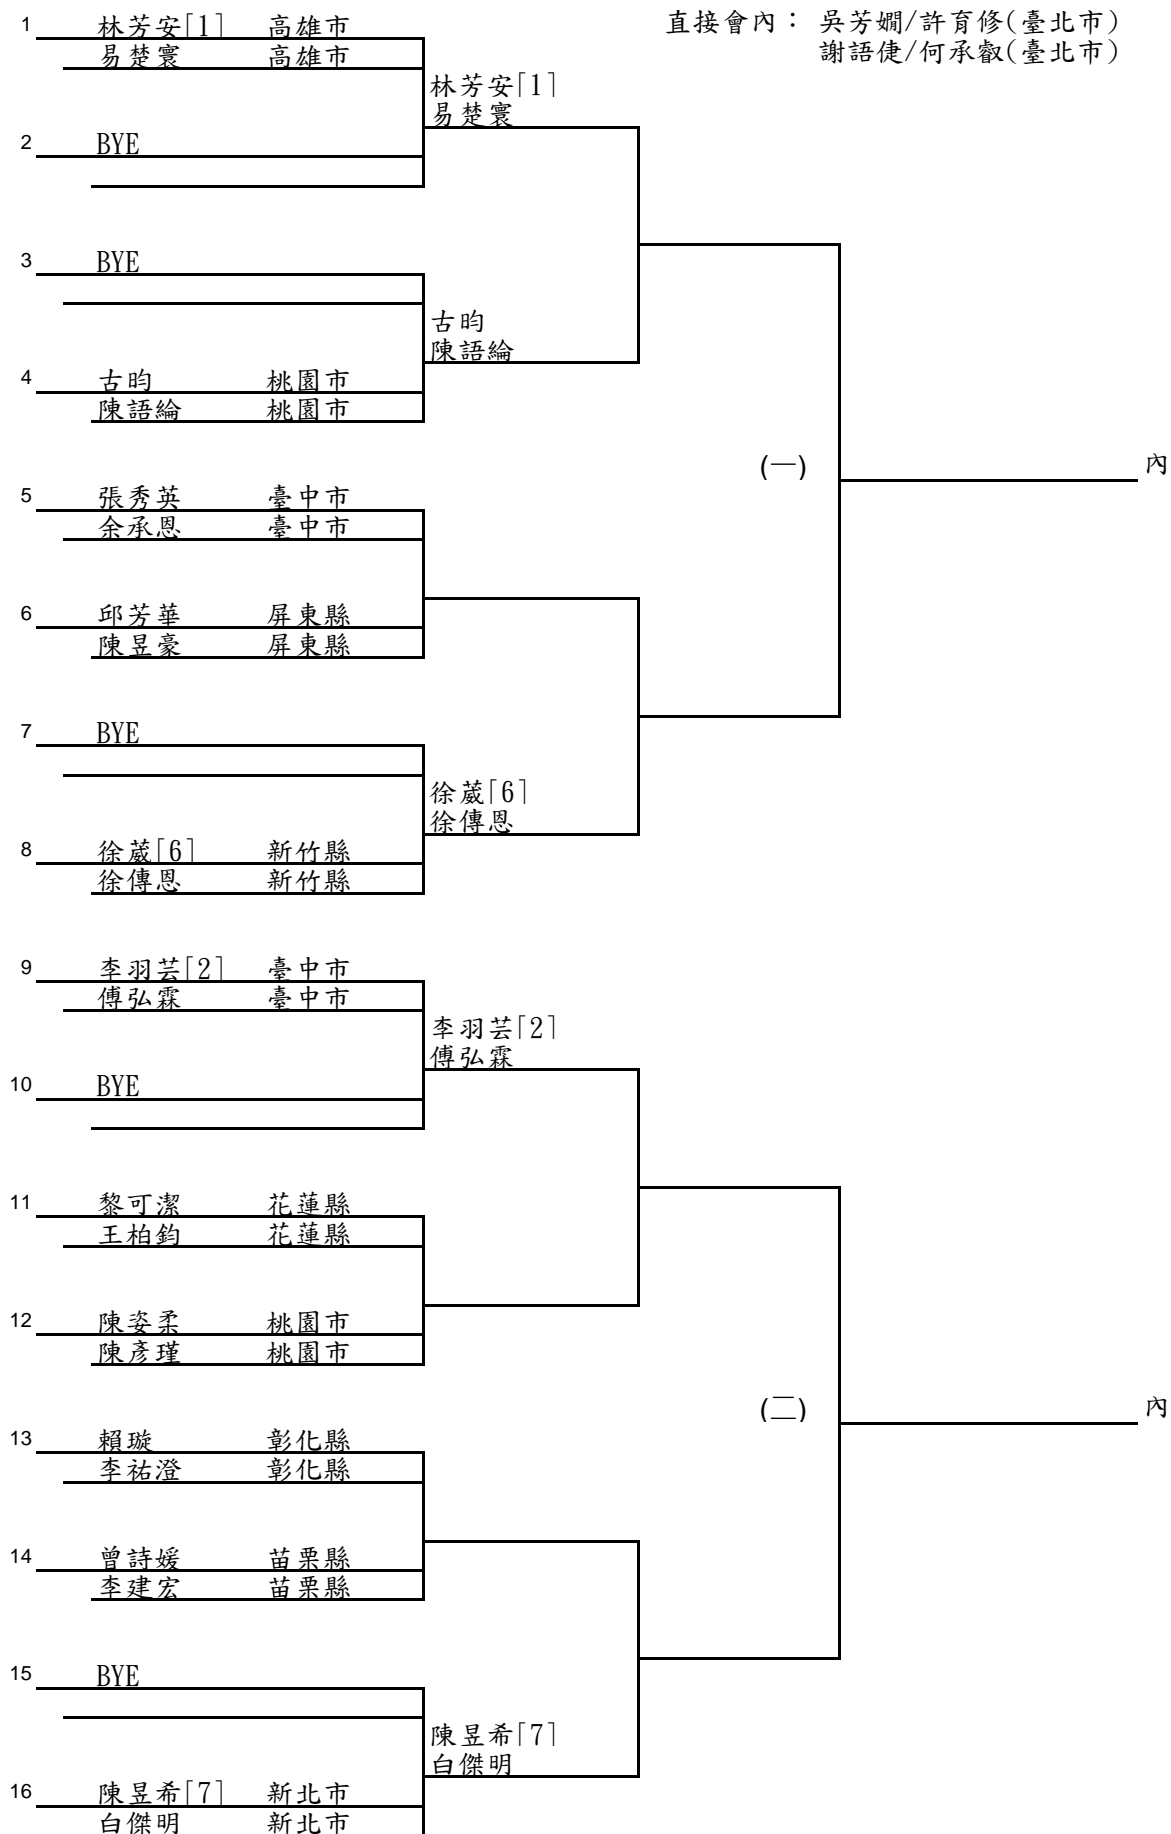 直接會內： 吳芳嫺/許育修(臺北市)
謝語倢/何承叡(臺北市)
1 林芳安[1] 高雄市
易楚寰 高雄市
林芳安[1]
易楚寰
2 BYE
3 BYE
古昀
陳語綸
4 古昀 桃園市
陳語綸 桃園市
(一) 內
5 張秀英 臺中市
余承恩 臺中市
6 邱芳華 屏東縣
陳昱豪 屏東縣
7 BYE
徐葳[6]
徐傳恩
8 徐葳[6] 新竹縣
徐傳恩 新竹縣
9 李羽芸[2] 臺中市
傅弘霖 臺中市
李羽芸[2]
傅弘霖
10 BYE
11 黎可潔 花蓮縣
王柏鈞 花蓮縣
12 陳姿柔 桃園市
陳彥瑾 桃園市
(二) 內
13 賴璇 彰化縣
李祐澄 彰化縣
14 曾詩媛 苗栗縣
李建宏 苗栗縣
15 BYE
陳昱希[7]
白傑明
16 陳昱希[7] 新北市
白傑明 新北市